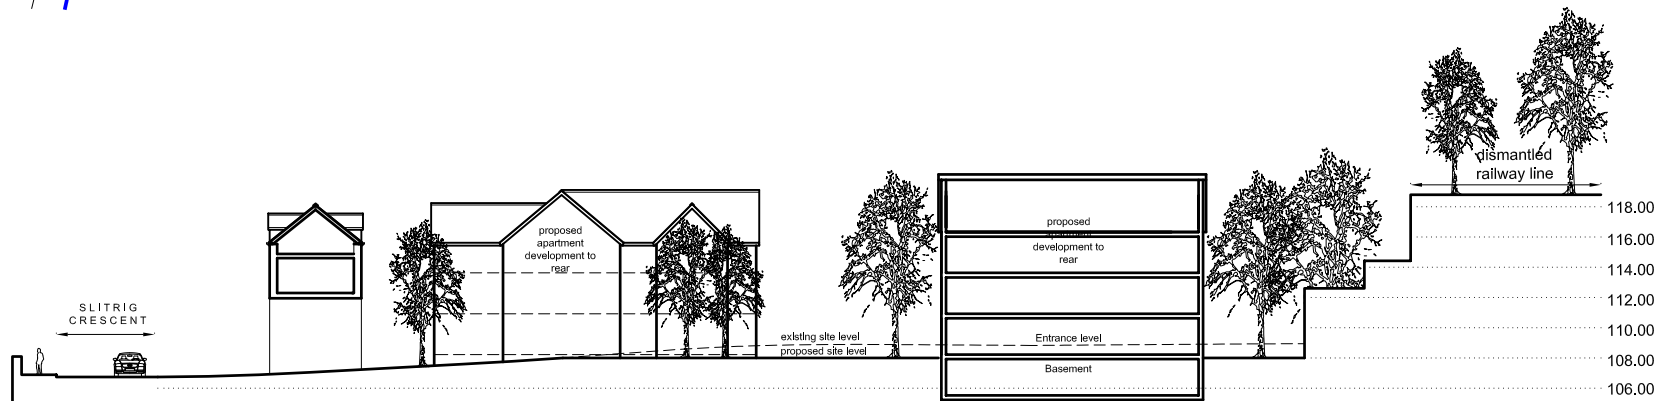 dismantled
railway line
118.00
116.00
114.00
112.00
110.00
108.00
106.00
SLITRIG
CRESCENT
proposed
apartment
development to
rear
existing site level
proposed site level
proposed
apartment
development to
rear
Entrance level
Basement